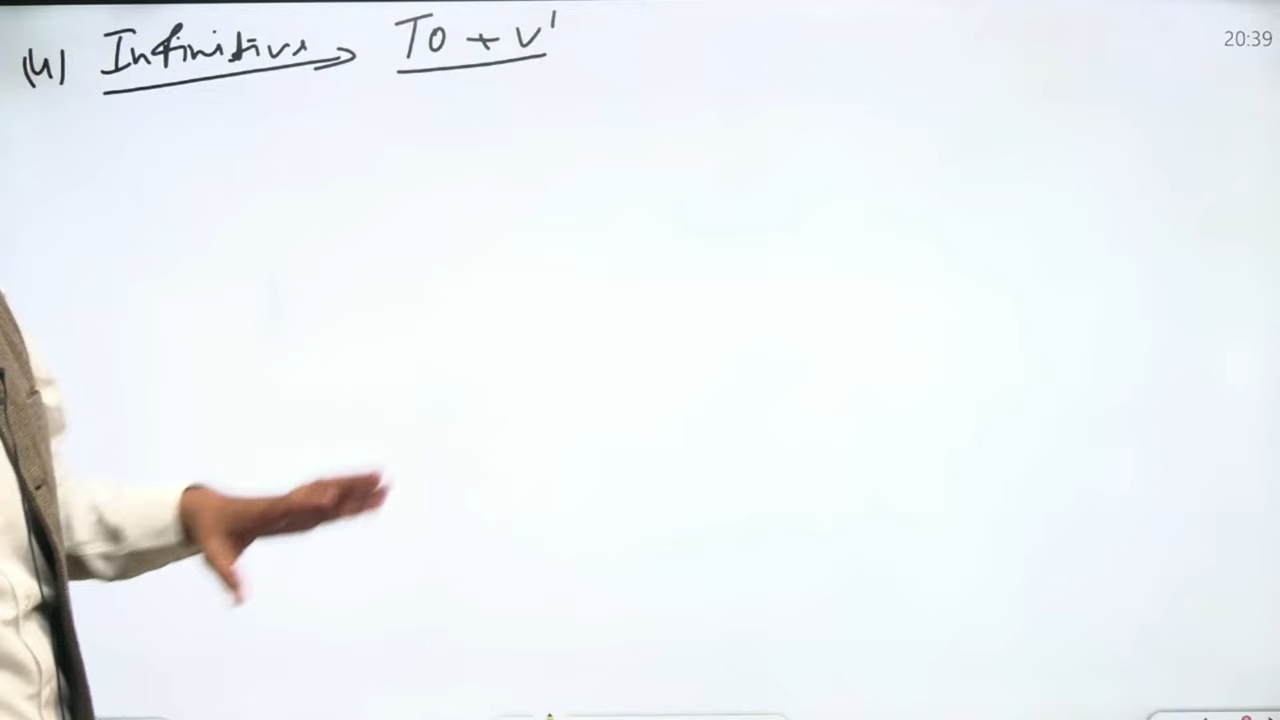 (4) Infinitive → To + V'
20:39